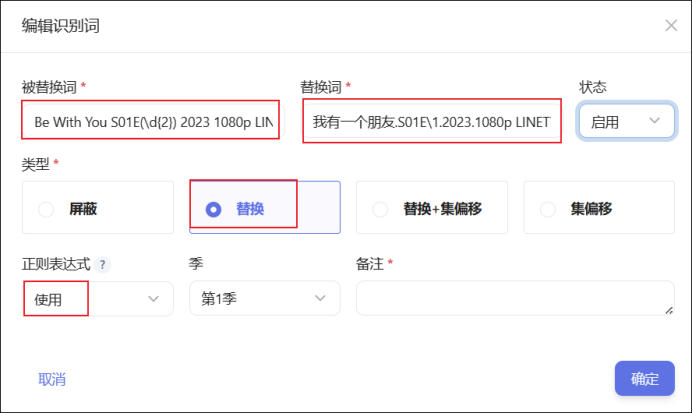 编辑识别词
被替换词 * 替换词 * 状态
Be With You S01E(\d{2}) 2023 1080p LIN 我有一个朋友.S01E\1.2023.1080p LINET 启用
类型 *
屏蔽 替换 替换+集偏移 集偏移
正则表达式 ? 季 备注 *
使用 第1季
取消 确定